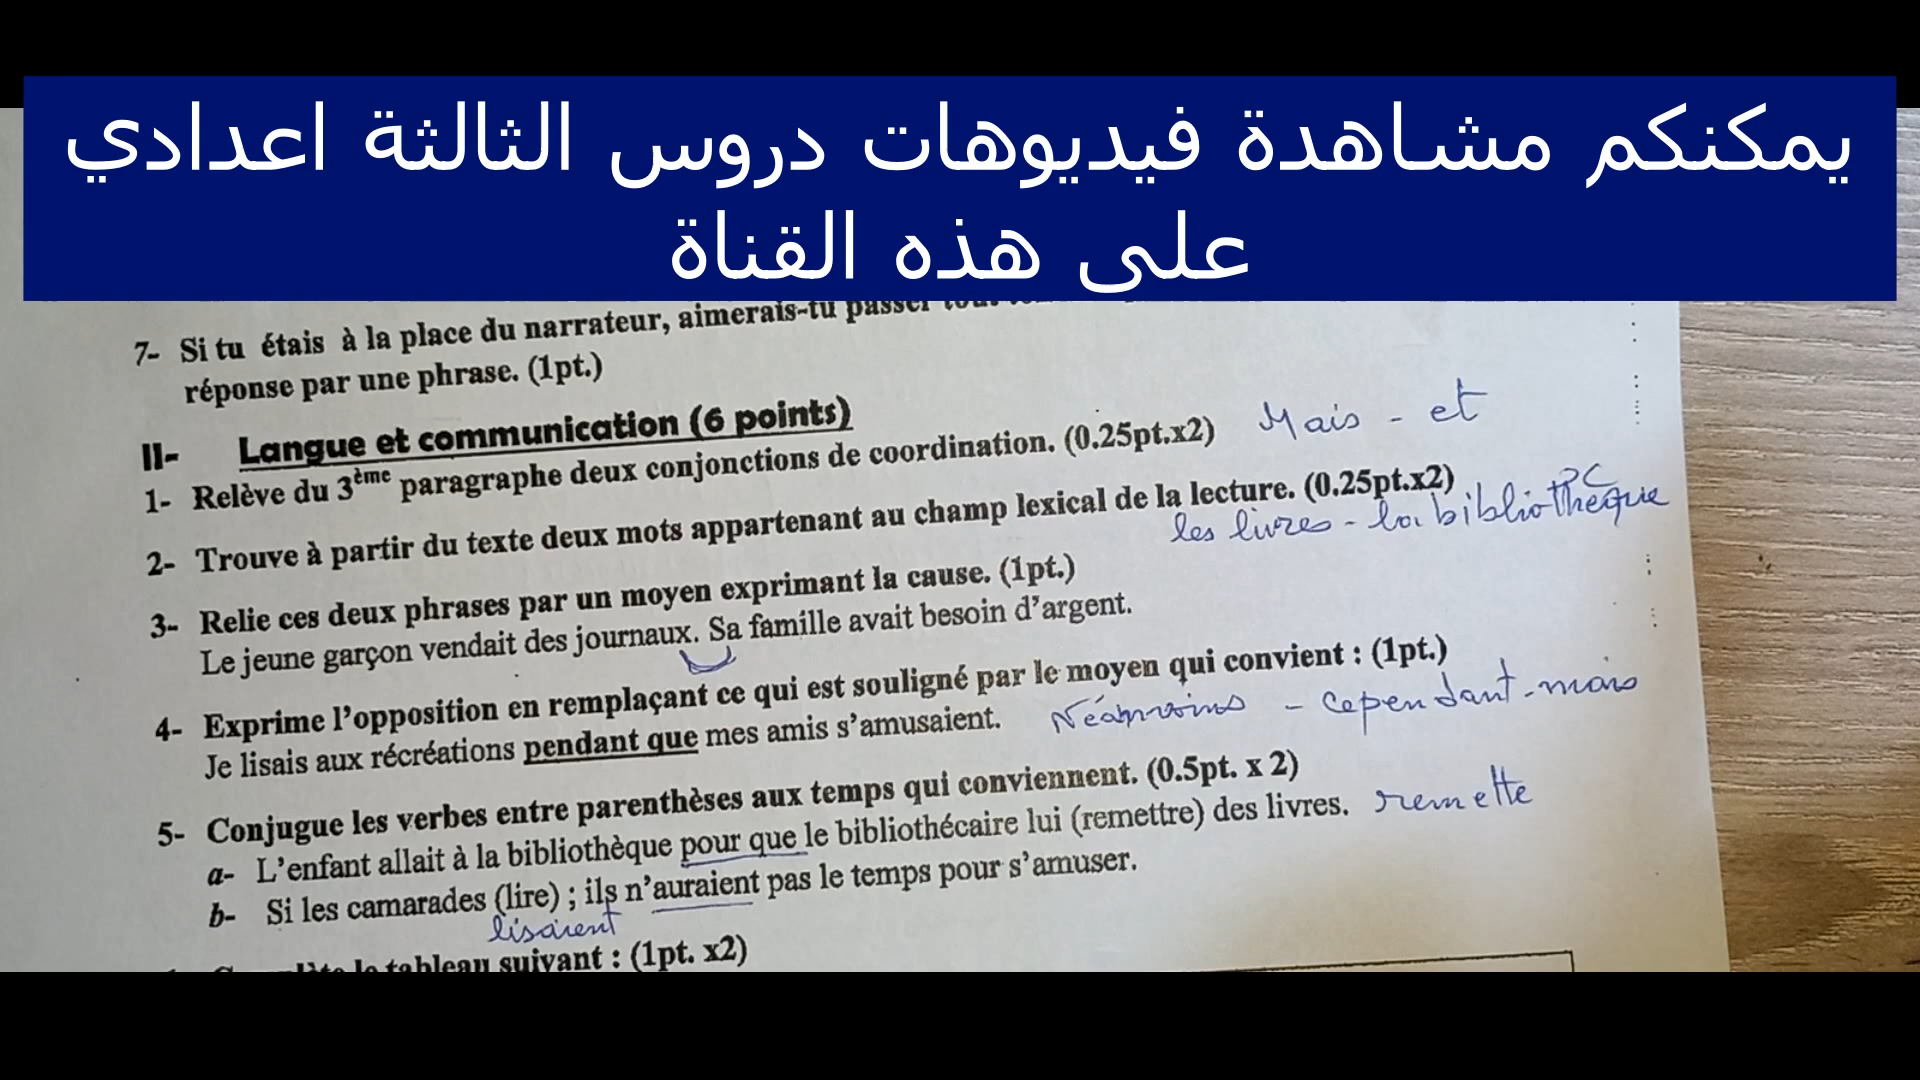 يمكنكم مشاهدة فيديوهات دروس الثالثة اعدادي
على هذه القناة
7- Si tu étais à la place du narrateur, aimerais-tu passer tout
réponse par une phrase. (1pt.)
II- Langue et communication (6 points)
1- Relève du 3ème paragraphe deux conjonctions de coordination. (0.25pt.x2) Mais - et
2- Trouve à partir du texte deux mots appartenant au champ lexical de la lecture. (0.25pt.x2)
les livres - la bibliothèque
3- Relie ces deux phrases par un moyen exprimant la cause. (1pt.)
Le jeune garçon vendait des journaux. Sa famille avait besoin d'argent.
4- Exprime l'opposition en remplaçant ce qui est souligné par le moyen qui convient : (1pt.)
Je lisais aux récréations pendant que mes amis s'amusaient. Néanmoins - cependant - mais
5- Conjugue les verbes entre parenthèses aux temps qui conviennent. (0.5pt. x 2)
a- L'enfant allait à la bibliothèque pour que le bibliothécaire lui (remettre) des livres. remette
b- Si les camarades (lire) ; ils n'auraient pas le temps pour s'amuser.
lisaient
le tableau suivant : (1pt. x2)